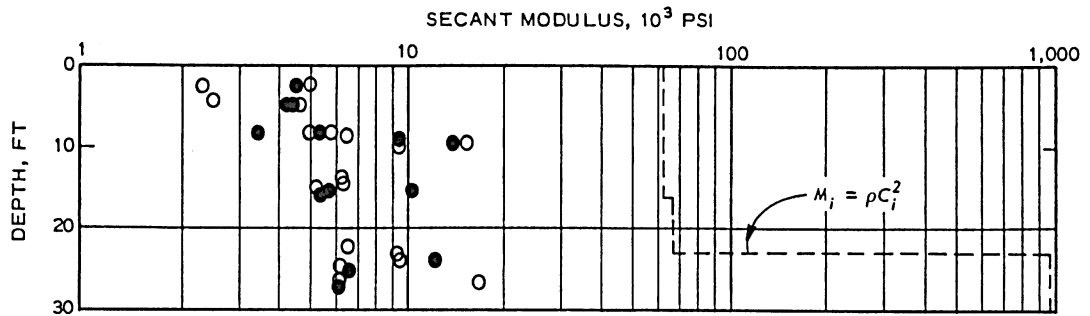 SECANT MODULUS, 10³ PSI
1 10 100 1,000
0
10
20
30
DEPTH, FT
Mᵢ = ρCᵢ²